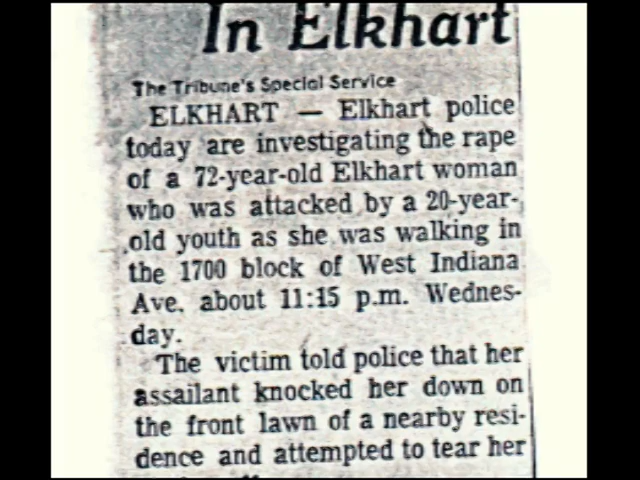 In Elkhart
The Tribune's Special Service
ELKHART — Elkhart police
today are investigating the rape
of a 72-year-old Elkhart woman
who was attacked by a 20-year-
old youth as she was walking in
the 1700 block of West Indiana
Ave. about 11:15 p.m. Wednes-
day.
The victim told police that her
assailant knocked her down on
the front lawn of a nearby resi-
dence and attempted to tear her